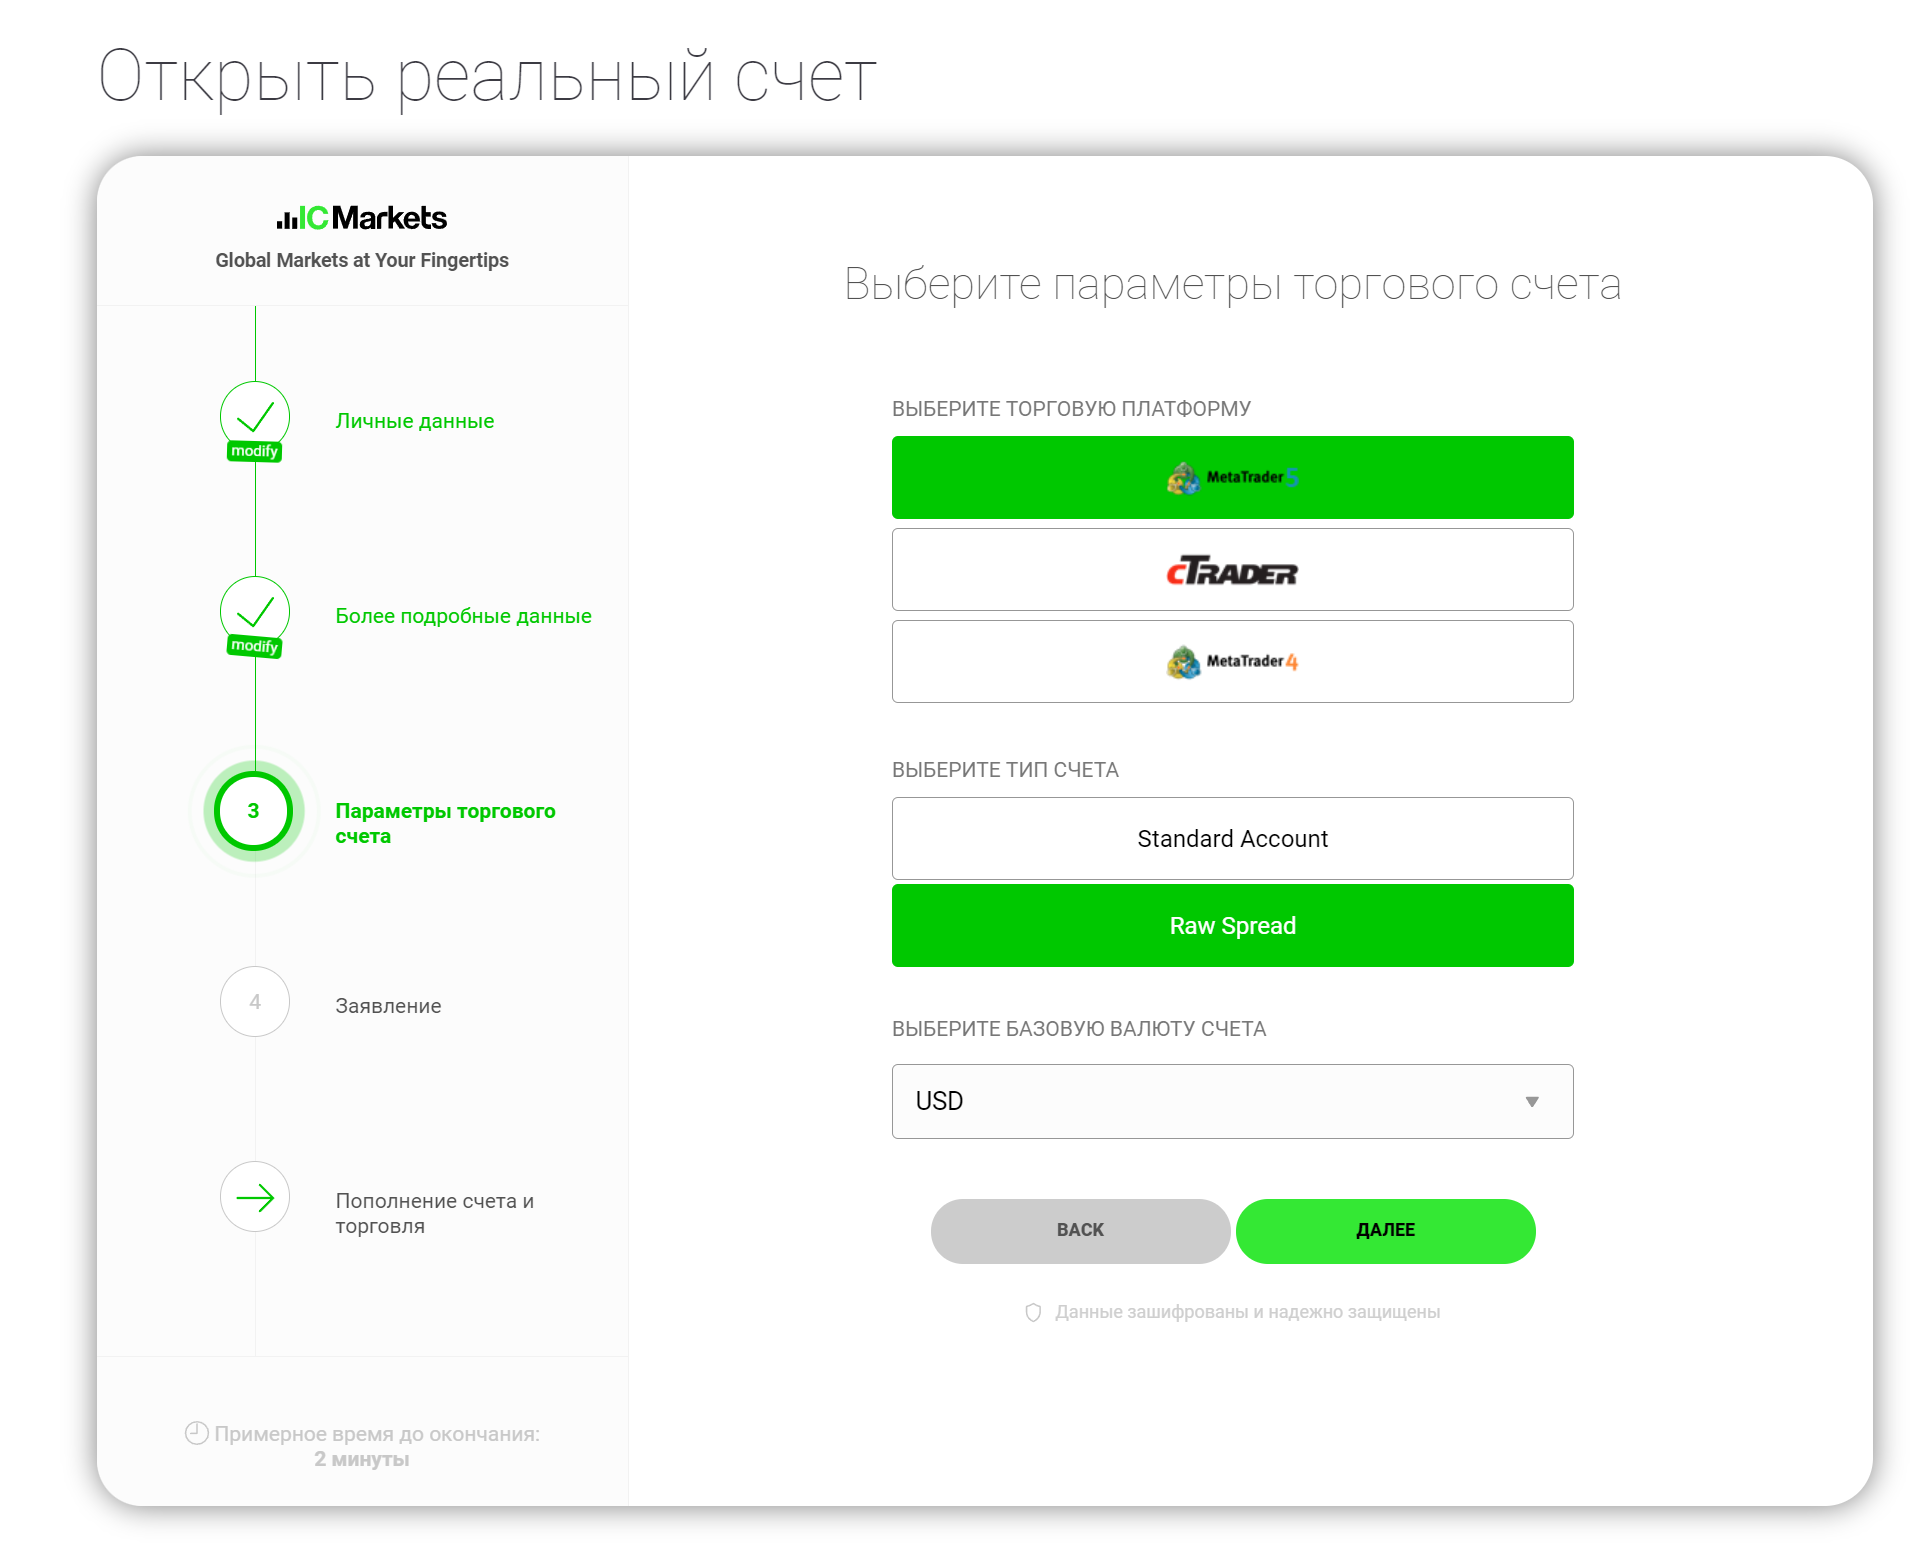 Открыть реальный счет
IC Markets
Global Markets at Your Fingertips
modify
Личные данные
modify
Более подробные данные
3
Параметры торгового
счета
4
Заявление
Пополнение счета и
торговля
Примерное время до окончания:
2 минуты
Выберите параметры торгового счета
ВЫБЕРИТЕ ТОРГОВУЮ ПЛАТФОРМУ
MetaTrader 5
cTRADER
MetaTrader 4
ВЫБЕРИТЕ ТИП СЧЕТА
Standard Account
Raw Spread
ВЫБЕРИТЕ БАЗОВУЮ ВАЛЮТУ СЧЕТА
USD
BACK
ДАЛЕЕ
Данные зашифрованы и надежно защищены